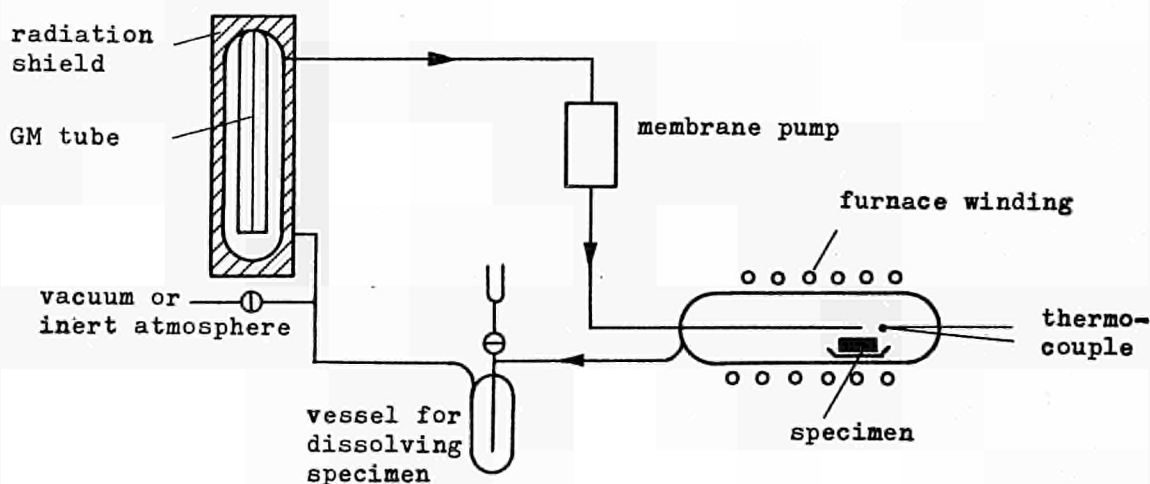 radiation
shield
GM tube
membrane pump
furnace winding
vacuum or
inert atmosphere
thermo-
couple
vessel for
dissolving
specimen
specimen